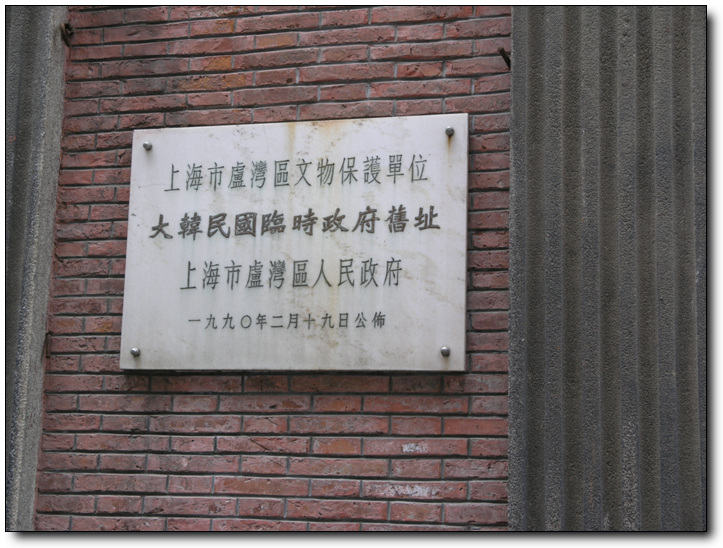 上海市盧灣區文物保護單位
大韓民國臨時政府舊址
上海市盧灣區人民政府
一九九〇年二月十九日公佈